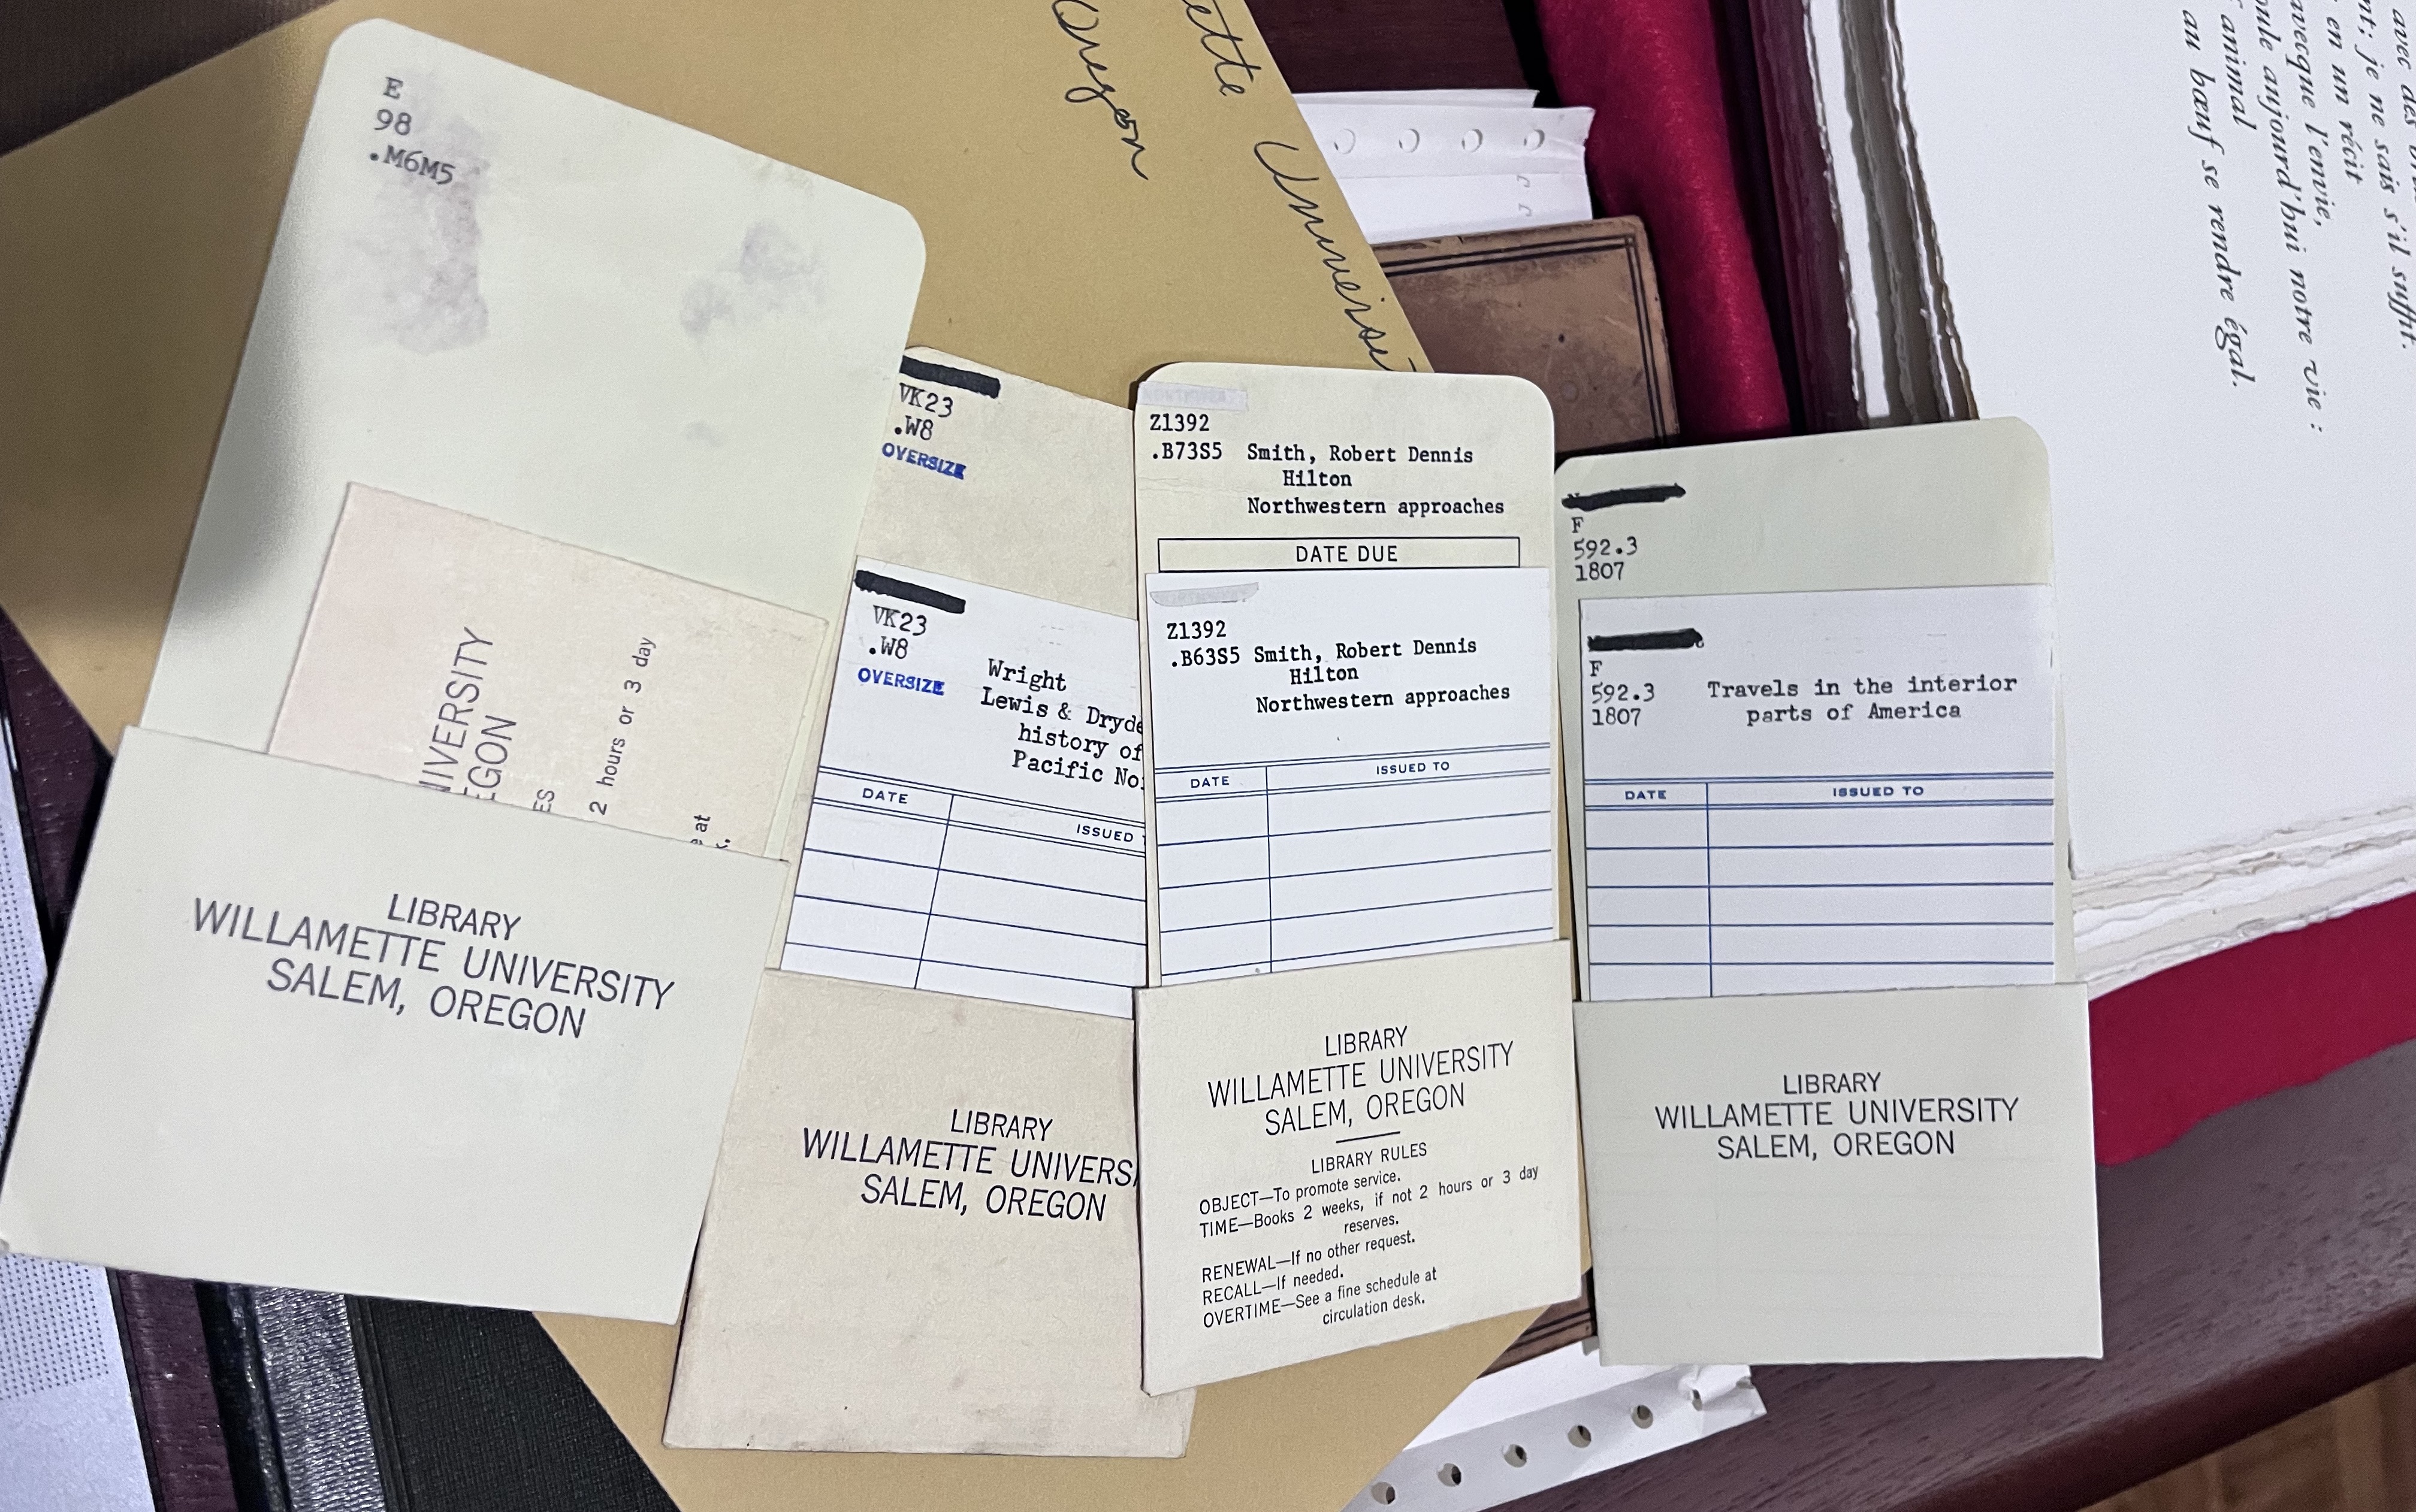 E
98
.M6M5
UNIVERSITY
OREGON
2 hours or 3 day
at
LIBRARY
WILLAMETTE UNIVERSITY
SALEM, OREGON
Oregon
VK23
.W8
OVERSIZE
VK23
.W8
OVERSIZE
Wright
Lewis & Dryde
history of
Pacific No
DATE
ISSUED
LIBRARY
WILLAMETTE UNIVERS
SALEM, OREGON
Z1392
.B73S5 Smith, Robert Dennis
Hilton
Northwestern approaches
DATE DUE
Z1392
.B63S5 Smith, Robert Dennis
Hilton
Northwestern approaches
DATE ISSUED TO
LIBRARY
WILLAMETTE UNIVERSITY
SALEM, OREGON
LIBRARY RULES
OBJECT—To promote service.
TIME—Books 2 weeks, if not 2 hours or 3 day
reserves.
RENEWAL—If no other request.
RECALL—If needed.
OVERTIME—See a fine schedule at
circulation desk.
F
592.3
1807
F
592.3 Travels in the interior
1807 parts of America
DATE ISSUED TO
LIBRARY
WILLAMETTE UNIVERSITY
SALEM, OREGON
avec des
nt; je ne sais s'il suffit.
en un récit
avecque l'envie,
oule aujourd'hui notre vie :
animal
au bœuf se rendre égal.